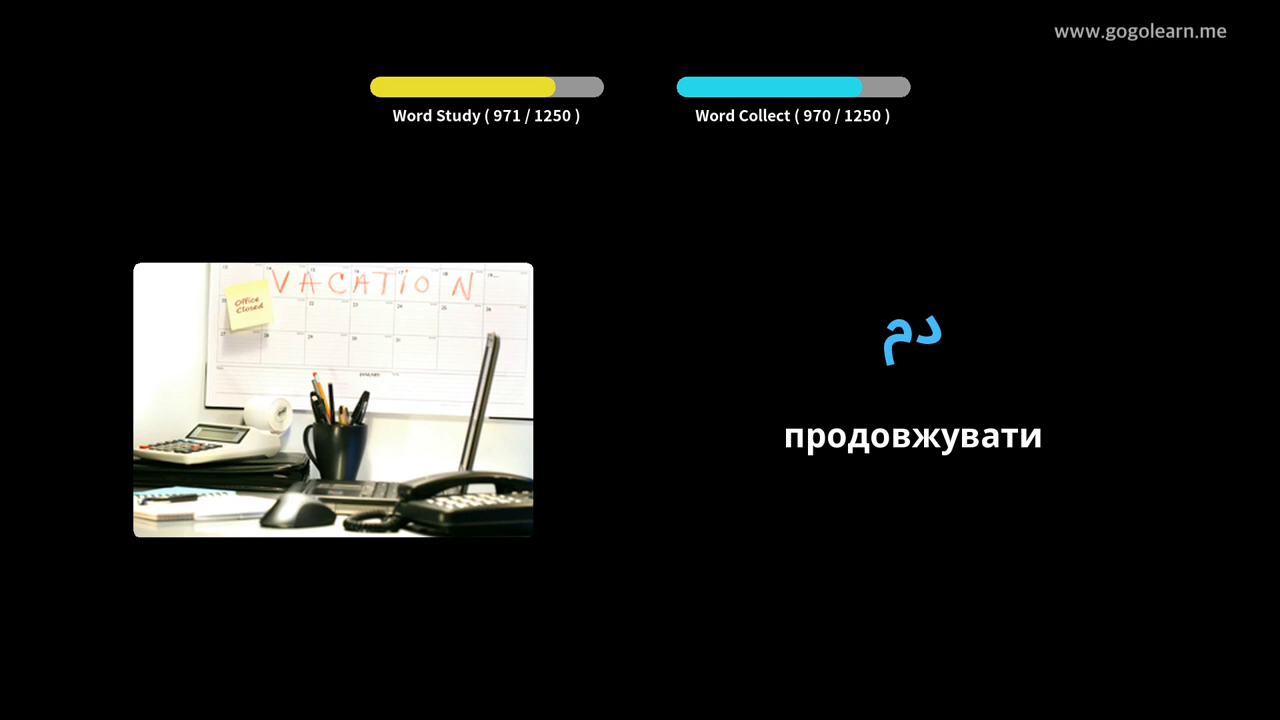 www.gogolearn.me
Word Study ( 971 / 1250 )
Word Collect ( 970 / 1250 )
VACATION
Office
Closed
دم
продовжувати